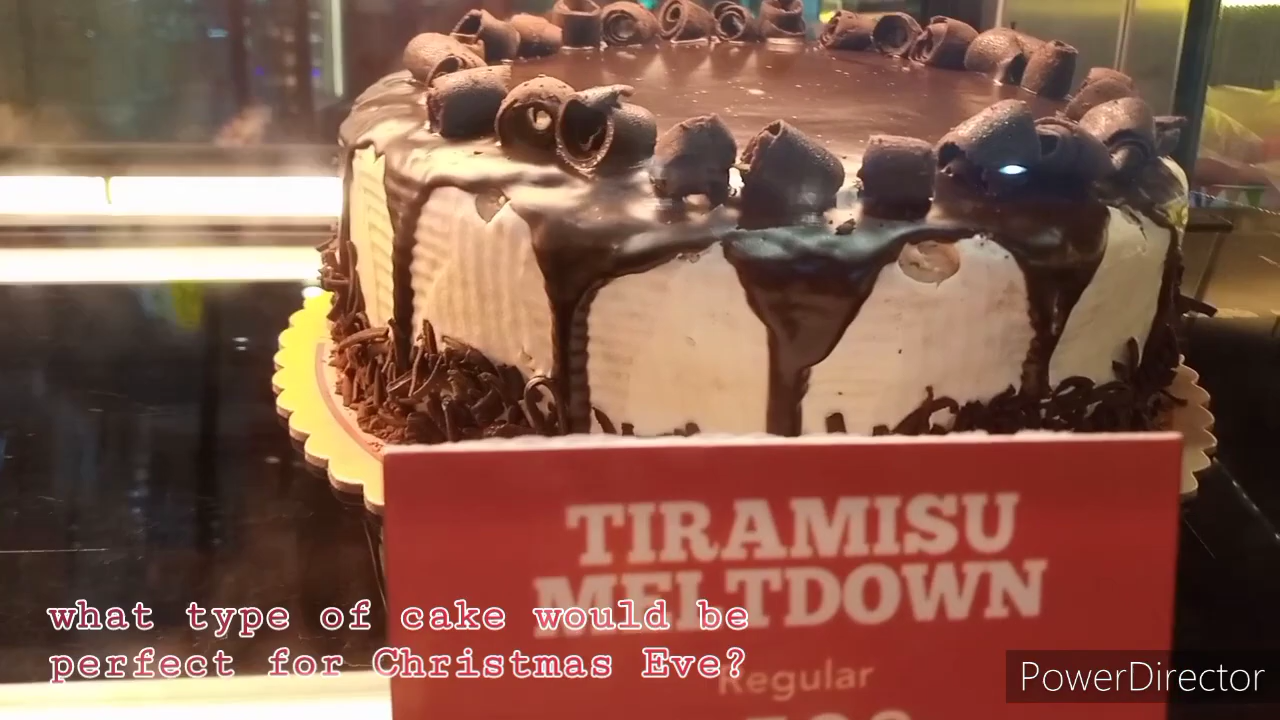 TIRAMISU
MELTDOWN
Regular
what type of cake would be
perfect for Christmas Eve?
PowerDirector